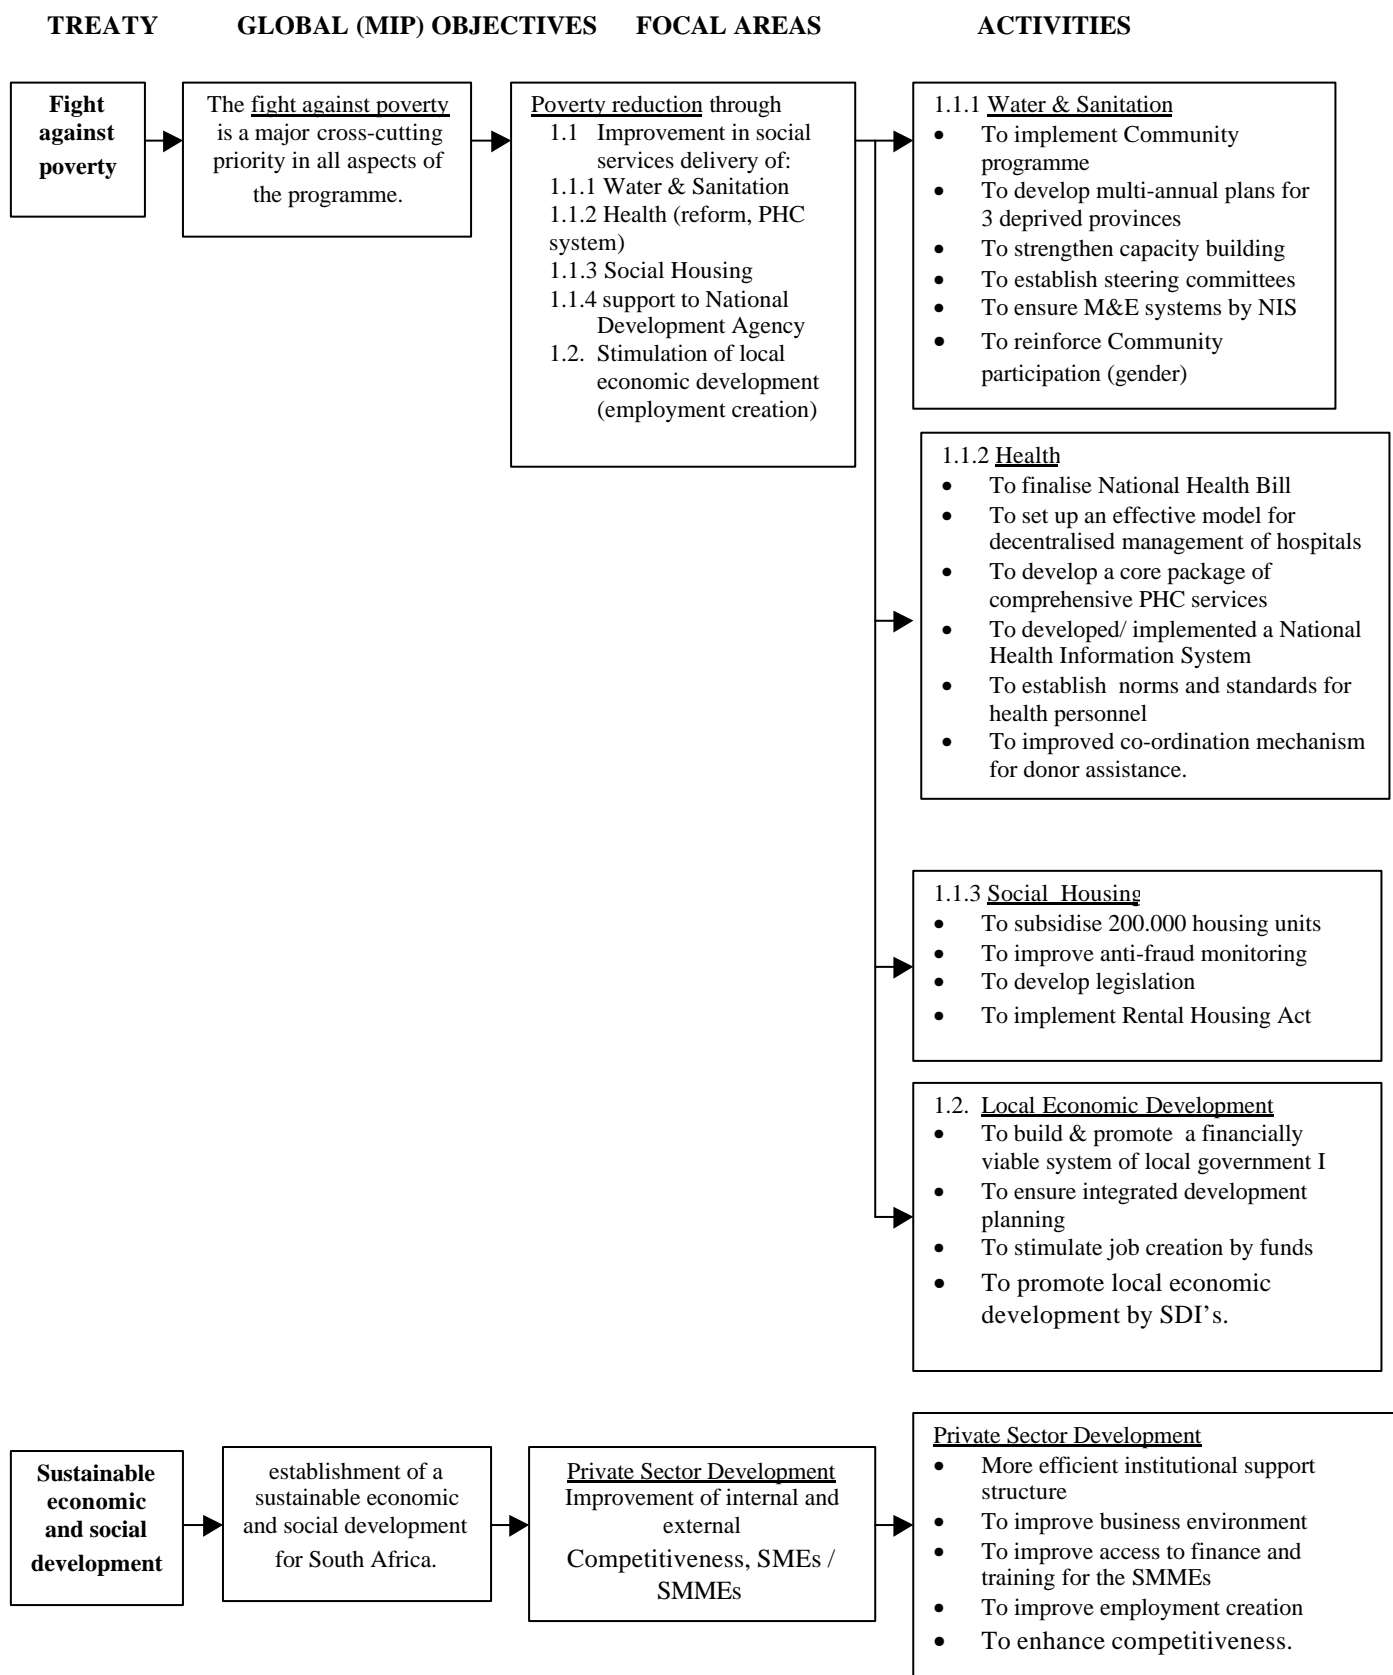 TREATY GLOBAL (MIP) OBJECTIVES FOCAL AREAS ACTIVITIES
Fight
against
poverty
The fight against poverty
is a major cross-cutting
priority in all aspects of
the programme.
Poverty reduction through
1.1 Improvement in social
services delivery of:
1.1.1 Water & Sanitation
1.1.2 Health (reform, PHC
system)
1.1.3 Social Housing
1.1.4 support to National
Development Agency
1.2. Stimulation of local
economic development
(employment creation)
1.1.1 Water & Sanitation
• To implement Community
programme
• To develop multi-annual plans for
3 deprived provinces
• To strengthen capacity building
• To establish steering committees
• To ensure M&E systems by NIS
• To reinforce Community
participation (gender)
1.1.2 Health
• To finalise National Health Bill
• To set up an effective model for
decentralised management of hospitals
• To develop a core package of
comprehensive PHC services
• To developed/ implemented a National
Health Information System
• To establish norms and standards for
health personnel
• To improved co-ordination mechanism
for donor assistance.
1.1.3 Social Housing
• To subsidise 200.000 housing units
• To improve anti-fraud monitoring
• To develop legislation
• To implement Rental Housing Act
1.2. Local Economic Development
• To build & promote a financially
viable system of local government I
• To ensure integrated development
planning
• To stimulate job creation by funds
• To promote local economic
development by SDI's.
Sustainable
economic
and social
development
establishment of a
sustainable economic
and social development
for South Africa.
Private Sector Development
Improvement of internal and
external
Competitiveness, SMEs /
SMMEs
Private Sector Development
• More efficient institutional support
structure
• To improve business environment
• To improve access to finance and
training for the SMMEs
• To improve employment creation
• To enhance competitiveness.